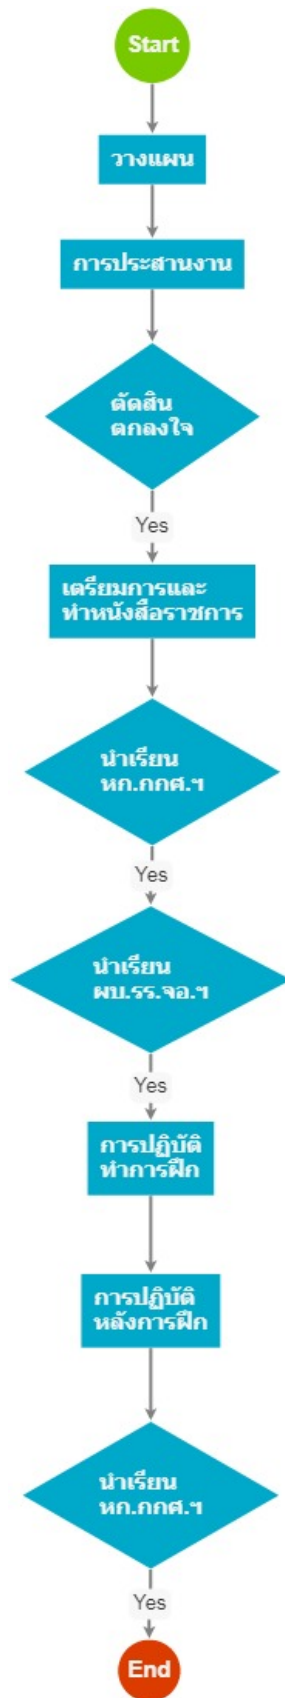 Start
วางแผน
การประสานงาน
ตัดสิน
ตกลงใจ
Yes
เตรียมการและ
ทำหนังสือราชการ
นำเรียน
หก.กกศ.ฯ
Yes
นำเรียน
ผบ.รร.จอ.ฯ
Yes
การปฏิบัติ
ทำการฝึก
การปฏิบัติ
หลังการฝึก
นำเรียน
หก.กกศ.ฯ
Yes
End